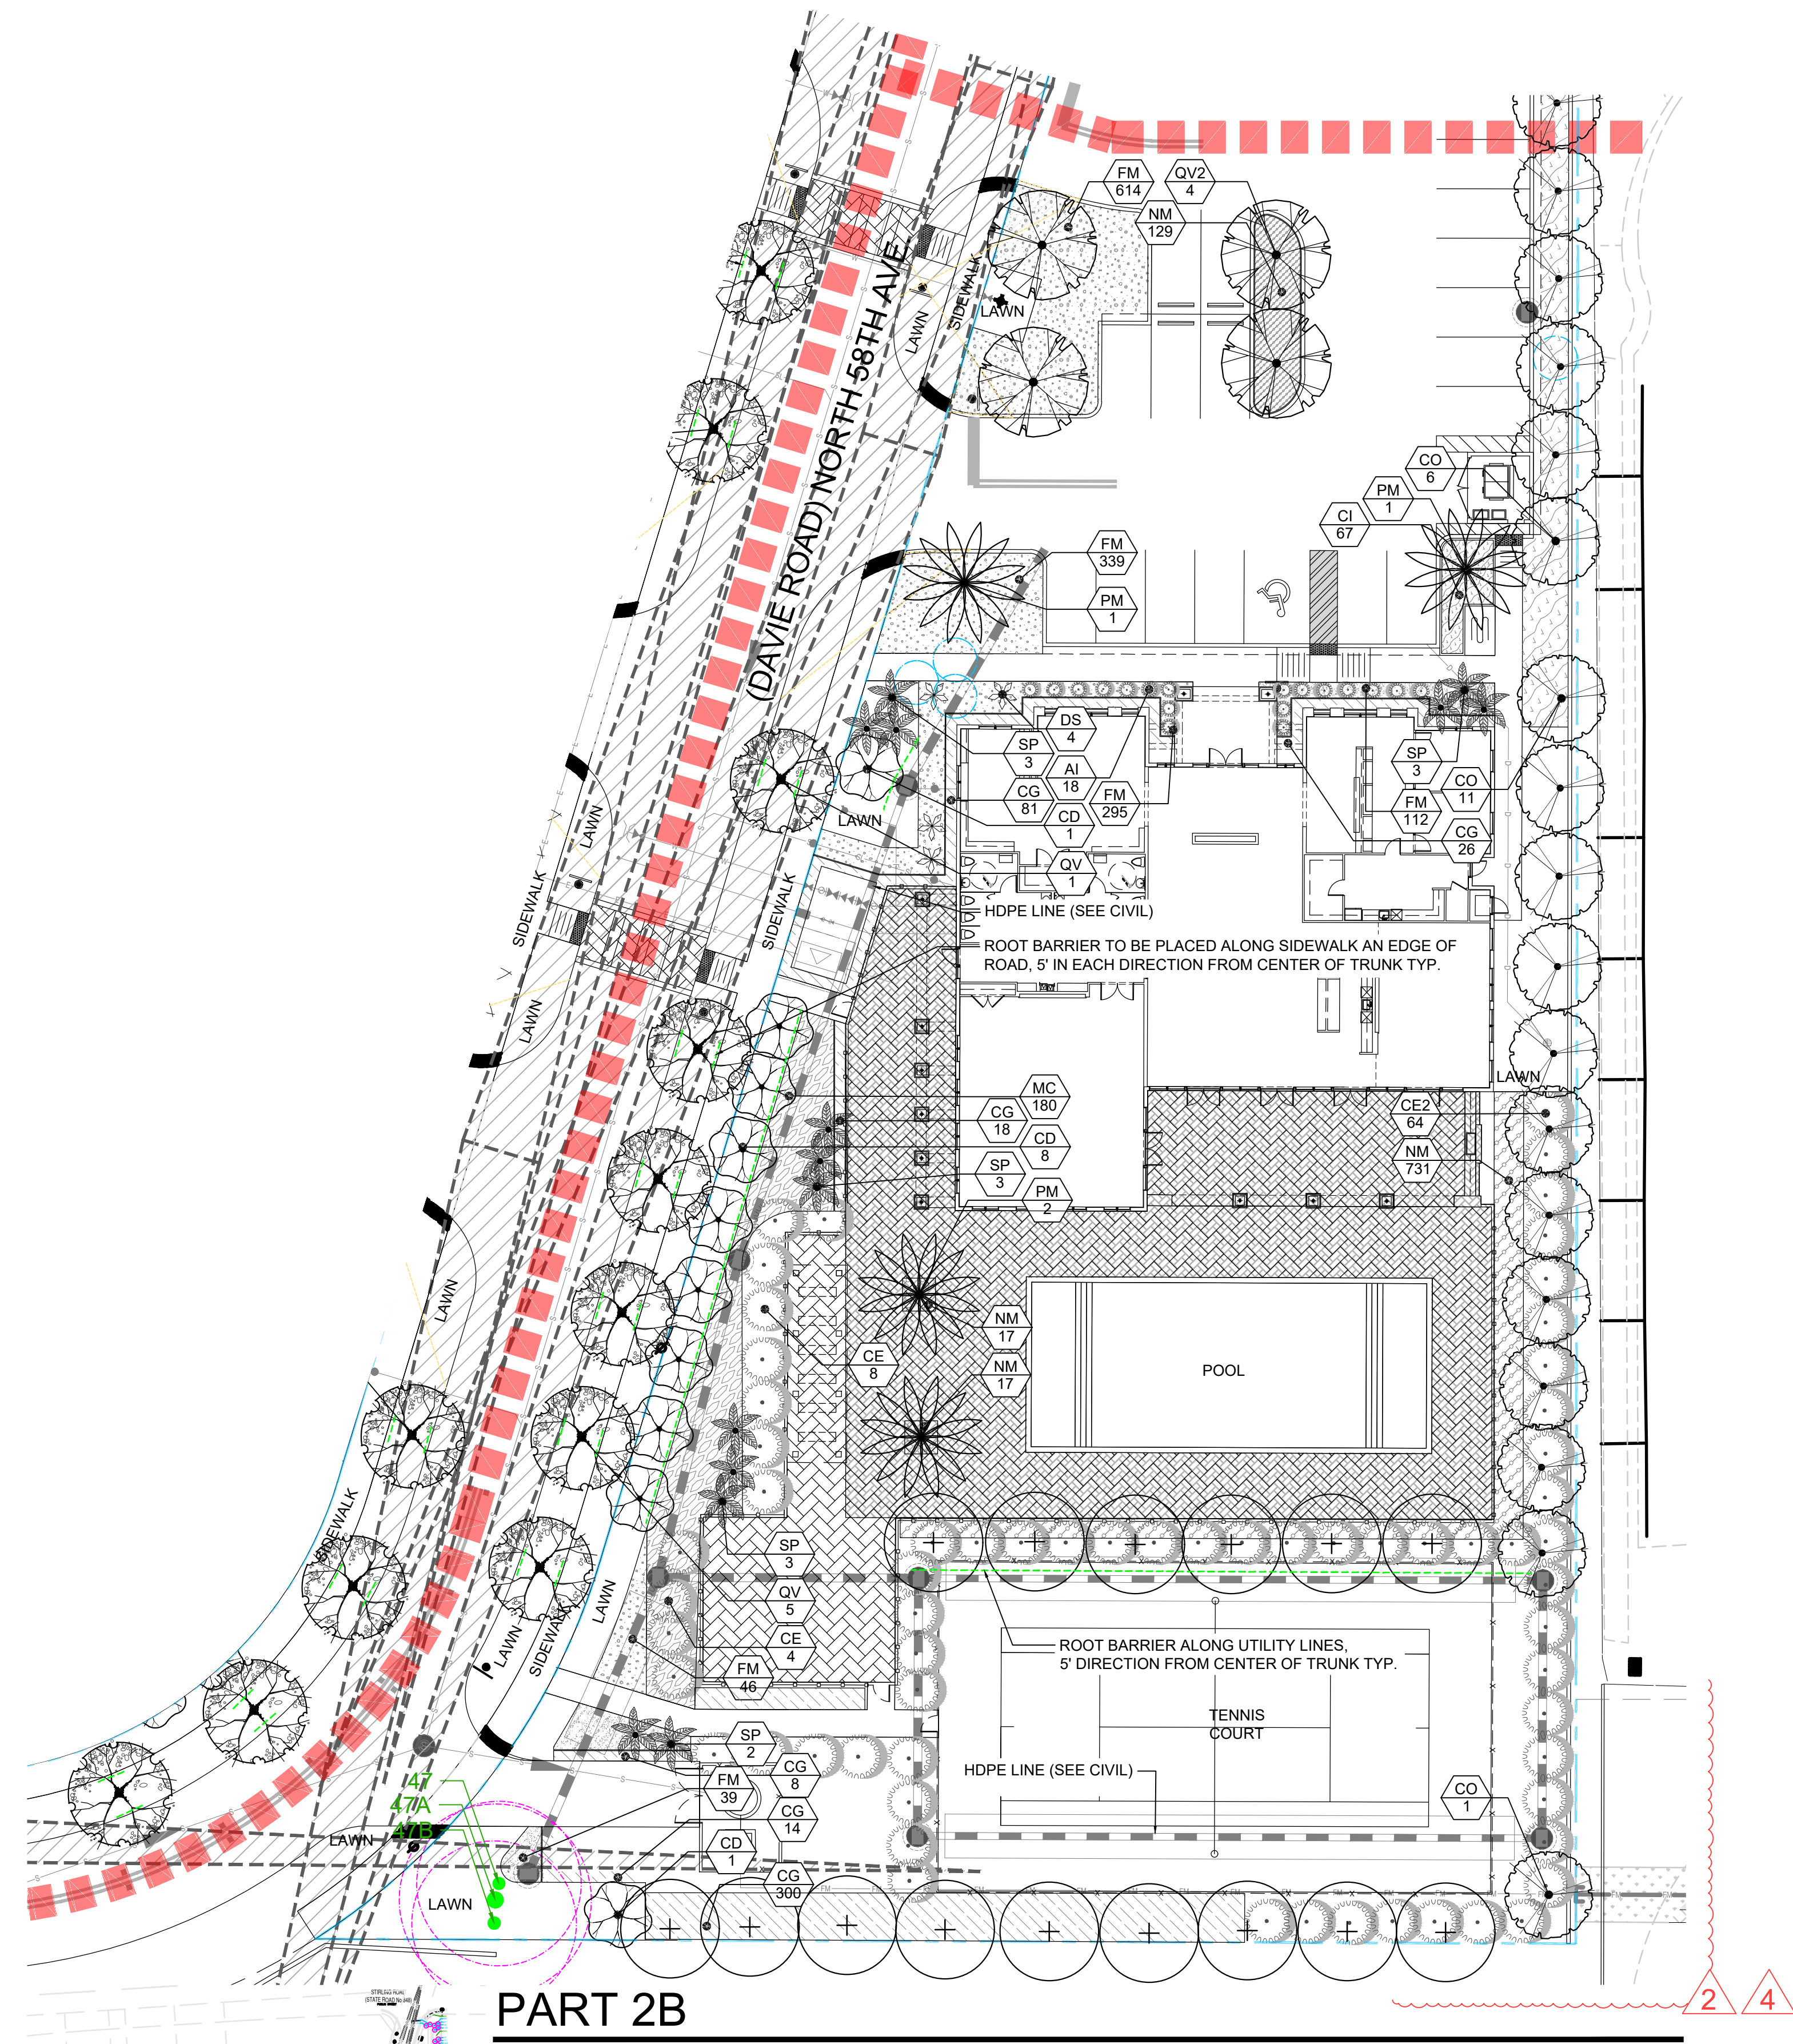 FM
614
QV2
4
NM
129
(DAVIE ROAD) NORTH 58TH AVE
SIDEWALK
LAWN
LAWN
CO
6
PM
1
CI
67
FM
339
PM
1
DS
4
SP
3
AI
18
CG
81
FM
295
CD
1
QV
1
SP
3
CO
11
FM
112
CG
26
LAWN
LAWN
SIDEWALK
SIDEWALK
HDPE LINE (SEE CIVIL)
ROOT BARRIER TO BE PLACED ALONG SIDEWALK AN EDGE OF
ROAD, 5' IN EACH DIRECTION FROM CENTER OF TRUNK TYP.
LAWN
LAWN
MC
180
CG
18
CD
8
SP
3
PM
2
CE2
64
NM
731
LAWN
NM
17
CE
8
NM
17
POOL
SIDEWALK
SP
3
QV
5
CE
4
FM
46
LAWN
LAWN
SIDEWALK
ROOT BARRIER ALONG UTILITY LINES,
5' DIRECTION FROM CENTER OF TRUNK TYP.
TENNIS
COURT
SP
2
CG
8
FM
39
CG
14
HDPE LINE (SEE CIVIL)
CO
1
47
47A
47B
LAWN
CD
1
CG
300
LAWN
STIRLING ROAD
(STATE ROAD No 848)
PART 2B
2
4